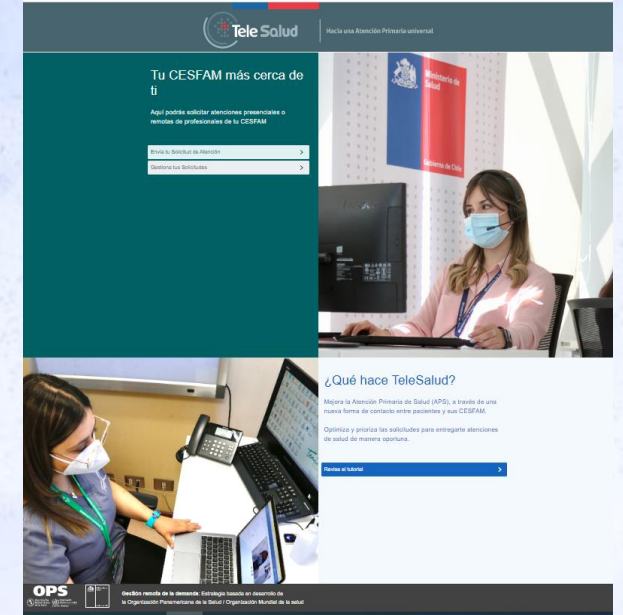 Tele Salud
Hacia una Atención Primaria universal
Tu CESFAM más cerca de
ti
Aquí podrás solicitar atenciones presenciales o
remotas de profesionales de tu CESFAM
Envía tu Solicitud de Atención
Gestiona tus Solicitudes
Ministerio de
Salud
Gobierno de Chile
¿Qué hace TeleSalud?
Mejora la Atención Primaria de Salud (APS), a través de una
nueva forma de contacto entre pacientes y sus CESFAM.
Optimiza y prioriza las solicitudes para entregarte atenciones
de salud de manera oportuna.
Revisa el tutorial
OPS
Gestión remota de la demanda: Estrategia basada en desarrollo de
la Organización Panamericana de la Salud / Organización Mundial de la salud